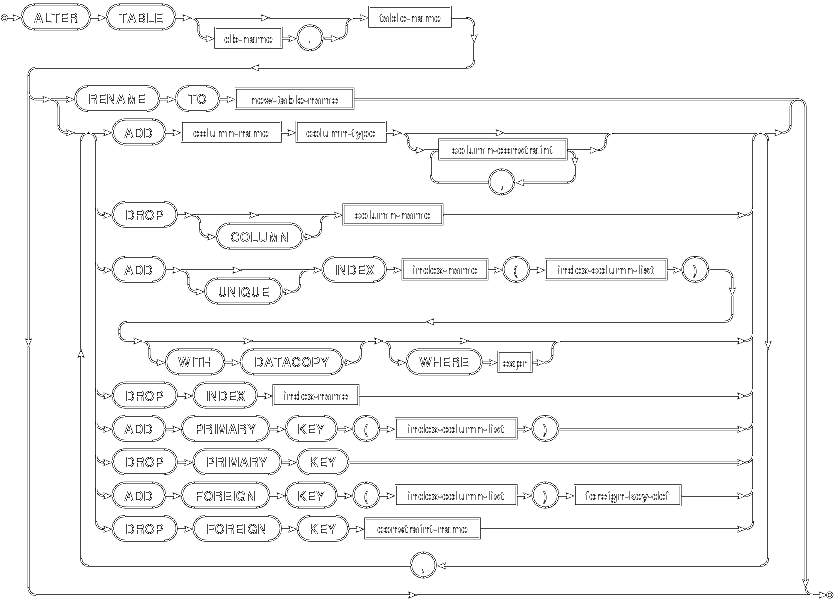 ALTER TABLE db-name . table-name
RENAME TO new-table-name
ADD column-name column-type column-constraint
,
DROP COLUMN column-name
ADD UNIQUE INDEX index-name ( index-column-list )
WITH DATACOPY WHERE expr
DROP INDEX index-name
ADD PRIMARY KEY ( index-column-list )
DROP PRIMARY KEY
ADD FOREIGN KEY ( index-column-list ) foreign-key-def
DROP FOREIGN KEY constraint-name
,